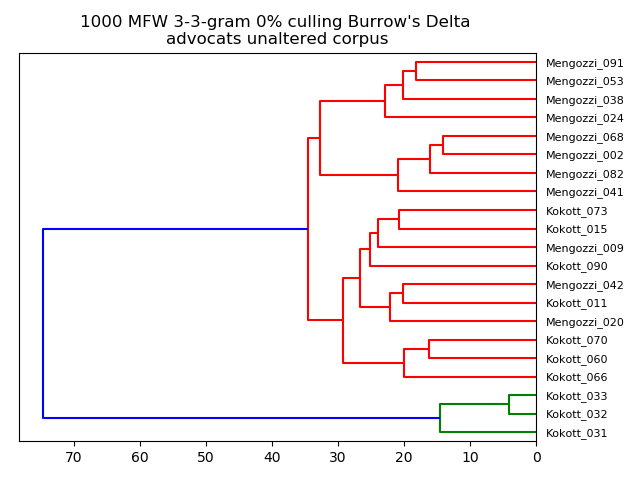 1000 MFW 3-3-gram 0% culling Burrow's Delta
advocats unaltered corpus
Mengozzi_091
Mengozzi_053
Mengozzi_038
Mengozzi_024
Mengozzi_068
Mengozzi_002
Mengozzi_082
Mengozzi_041
Kokott_073
Kokott_015
Mengozzi_009
Kokott_090
Mengozzi_042
Kokott_011
Mengozzi_020
Kokott_070
Kokott_060
Kokott_066
Kokott_033
Kokott_032
Kokott_031
70 60 50 40 30 20 10 0